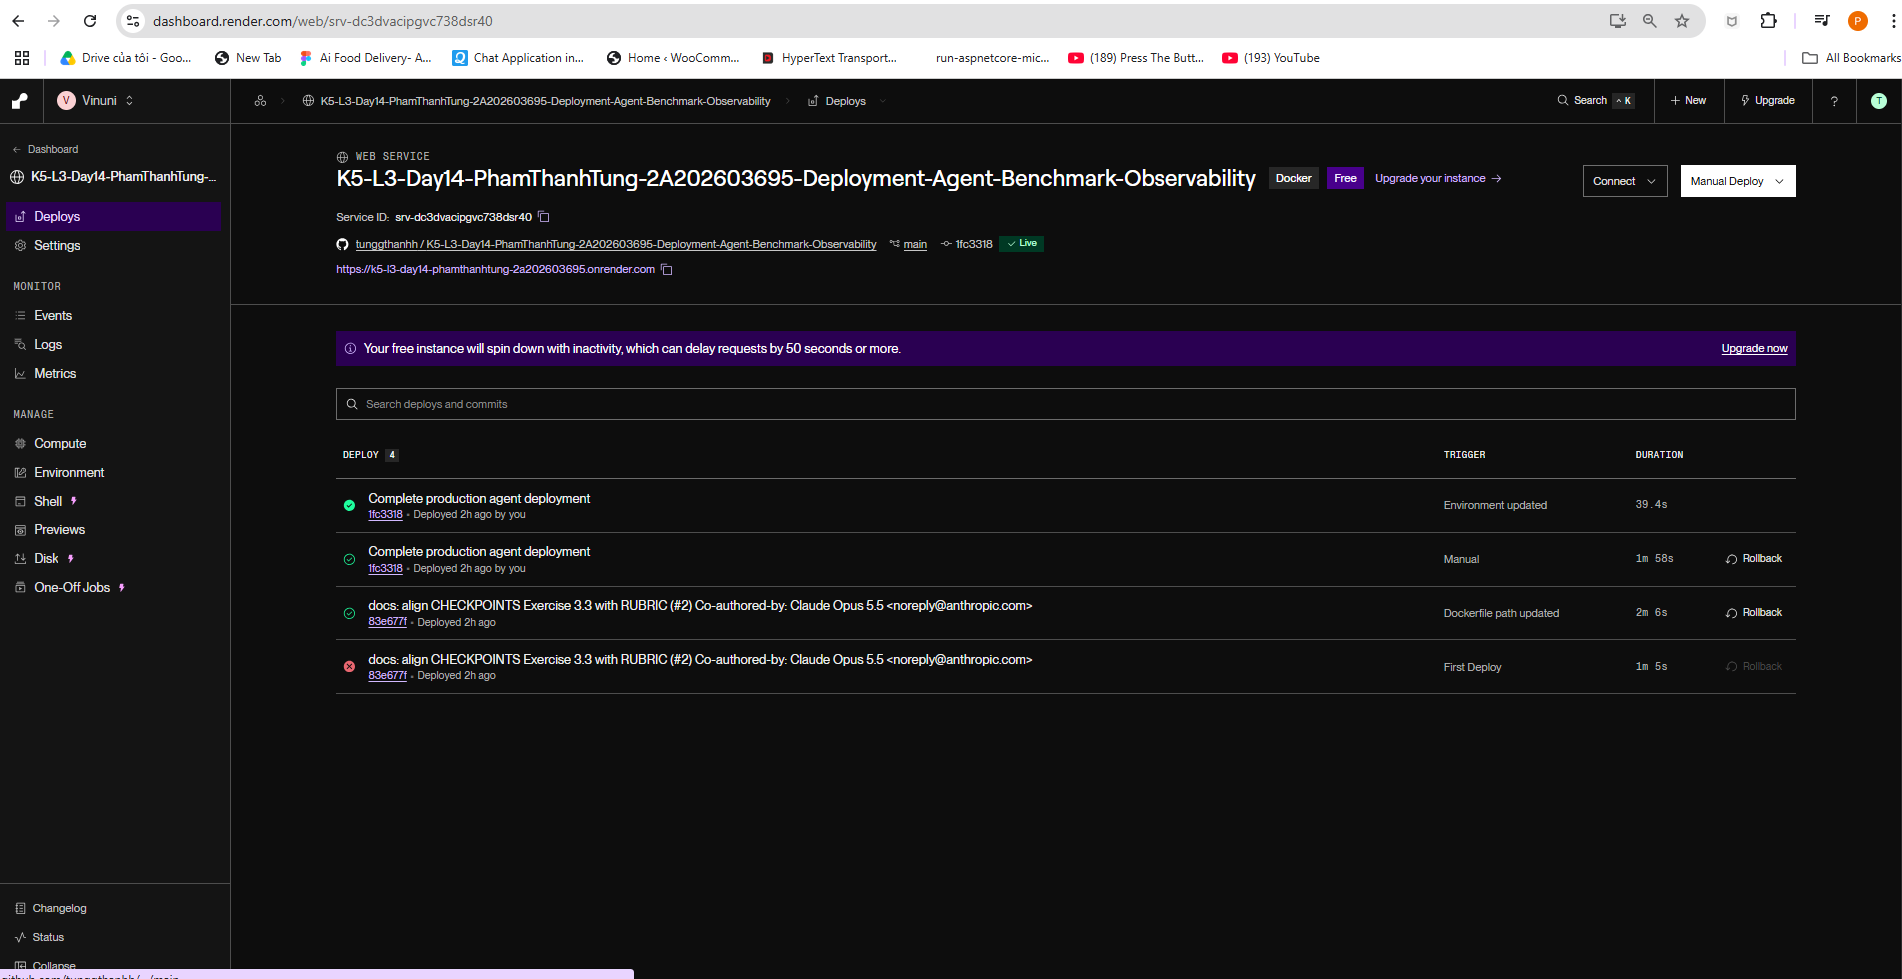 dashboard.render.com/web/srv-dc3dvacipgvc738dsr40
P
Drive của tôi - Goo...
New Tab
Ai Food Delivery- A...
Chat Application in...
Home ‹ WooComm...
HyperText Transport...
run-aspnetcore-mic...
(189) Press The Butt...
(193) YouTube
All Bookmarks
V Vinuni
K5-L3-Day14-PhamThanhTung-2A202603695-Deployment-Agent-Benchmark-Observability
Deploys
Search
K
+ New
Upgrade
?
T
← Dashboard
K5-L3-Day14-PhamThanhTung-...
Deploys
Settings
MONITOR
Events
Logs
Metrics
MANAGE
Compute
Environment
Shell
Previews
Disk
One-Off Jobs
Changelog
Status
Collapse
WEB SERVICE
K5-L3-Day14-PhamThanhTung-2A202603695-Deployment-Agent-Benchmark-Observability Docker Free Upgrade your instance →
Connect
Manual Deploy
Service ID: srv-dc3dvacipgvc738dsr40
tunggthanhh / K5-L3-Day14-PhamThanhTung-2A202603695-Deployment-Agent-Benchmark-Observability main 1fc3318 ✓ Live
https://k5-l3-day14-phamthanhtung-2a202603695.onrender.com
Your free instance will spin down with inactivity, which can delay requests by 50 seconds or more. Upgrade now
Search deploys and commits
DEPLOY 4 TRIGGER DURATION
Complete production agent deployment
1fc3318 • Deployed 2h ago by you
Environment updated 39.4s
Complete production agent deployment
1fc3318 • Deployed 2h ago by you
Manual 1m 58s Rollback
docs: align CHECKPOINTS Exercise 3.3 with RUBRIC (#2) Co-authored-by: Claude Opus 5.5 <noreply@anthropic.com>
83e677f • Deployed 2h ago
Dockerfile path updated 2m 6s Rollback
docs: align CHECKPOINTS Exercise 3.3 with RUBRIC (#2) Co-authored-by: Claude Opus 5.5 <noreply@anthropic.com>
83e677f • Deployed 2h ago
First Deploy 1m 5s Rollback